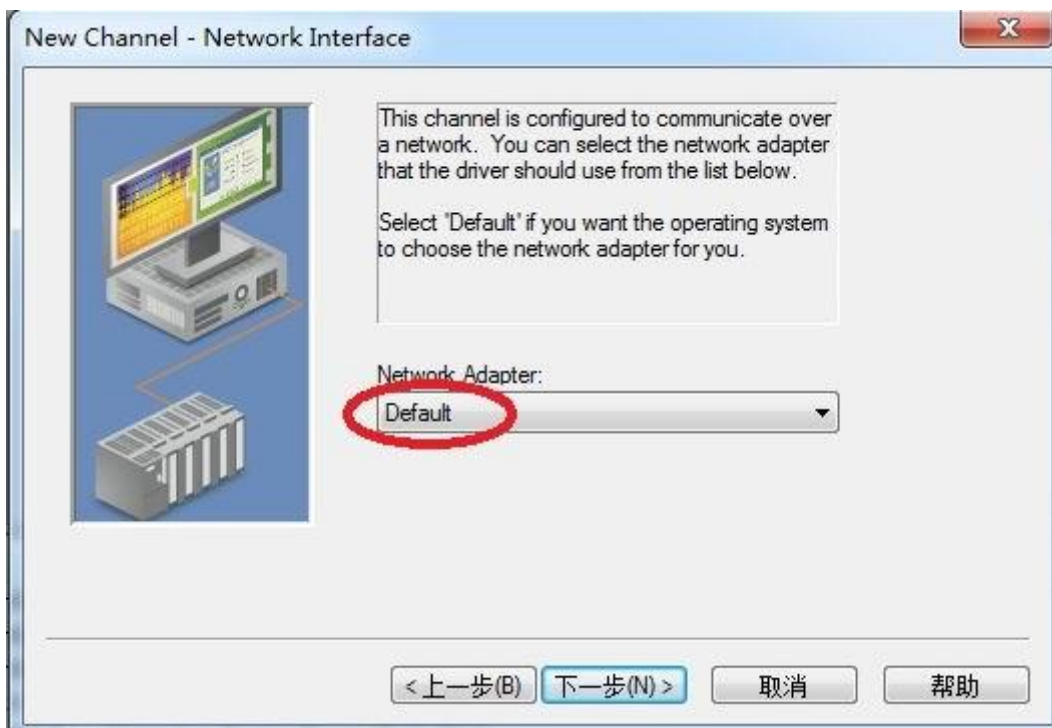 New Channel - Network Interface
This channel is configured to communicate over
a network.  You can select the network adapter
that the driver should use from the list below.
Select 'Default' if you want the operating system
to choose the network adapter for you.
Network Adapter:
Default
< 上一步(B) 下一步(N) > 取消 帮助